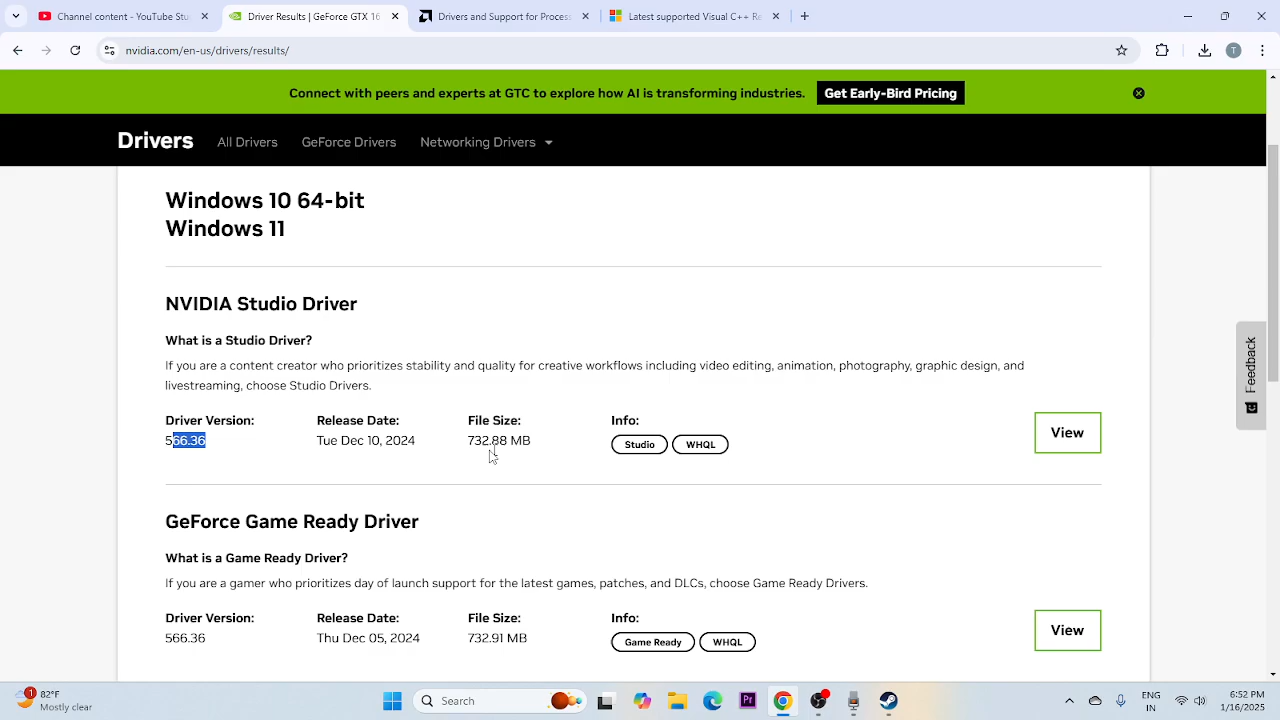 YouTube Channel custom U
Results: GeForce GTX 16
Drivers and Support for Process
Latest supported Visual C++ Re
nvidia.com/en-us/drivers/results/
T
Connect with peers and experts at GTC to explore how AI is transforming industries. Get Early-Bird Pricing
Drivers All Drivers GeForce Drivers Networking Drivers
Windows 10 64-bit
Windows 11
NVIDIA Studio Driver
What is a Studio Driver?
If you are a content creator who prioritizes stability and quality for creative workflows including video editing, animation, photography, graphic design, and
livestreaming, choose Studio Drivers.
Driver Version: Release Date: File Size: Info:
566.36 Tue Dec 10, 2024 732.88 MB Studio WHQL
View
GeForce Game Ready Driver
What is a Game Ready Driver?
If you are a gamer who prioritizes day of launch support for the latest games, patches, and DLCs, choose Game Ready Drivers.
Driver Version: Release Date: File Size: Info:
566.36 Thu Dec 05, 2024 732.91 MB Game Ready WHQL
View
Feedback
1
82°F
Mostly clear
Search
Pr
ENG
IN
6:52 PM
1/16/2025